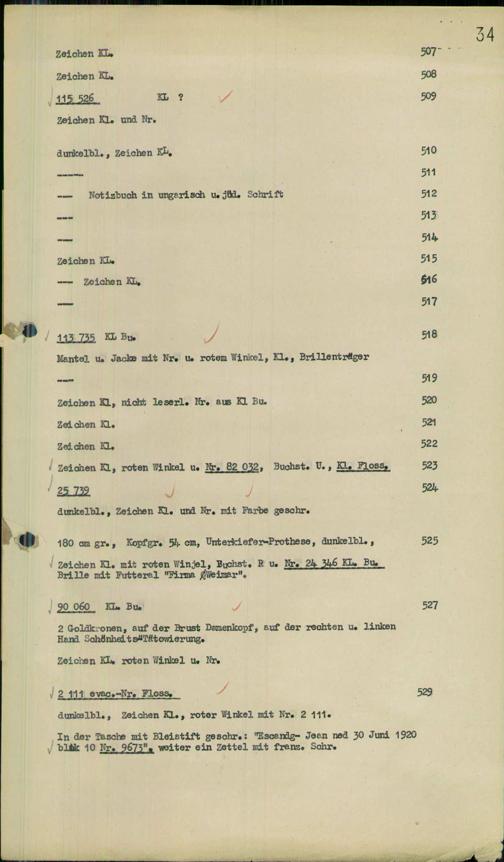 34
Zeichen KL. 507
Zeichen KL. 508
115 526 KL ? 509
Zeichen Kl. und Nr.
dunkelbl., Zeichen KL. 510
----- 511
--- Notizbuch in ungarisch u. jüd. Schrift 512
--- 513
--- 514
Zeichen KL. 515
--- Zeichen KL. 516
--- 517
113 735 KL Bu. 518
Mantel u. Jacke mit Nr. u. rotem Winkel, Kl., Brillenträger
--- 519
Zeichen Kl, nicht leserl. Nr. aus Kl Bu. 520
Zeichen Kl. 521
Zeichen Kl. 522
Zeichen Kl, roten Winkel u. Nr. 82 032, Buchst. U., Kl. Floss. 523
25 739 524
dunkelbl., Zeichen Kl. und Nr. mit Farbe geschr.
180 cm gr., Kopfgr. 54 cm, Unterkiefer-Prothese, dunkelbl., 525
Zeichen Kl. mit roten Winjel, Buchst. R u. Nr. 24 346 KL. Bu.
Brille mit Futteral "Firma Weimar".
90 060 KL. Bu. 527
2 Goldkronen, auf der Brust Damenkopf, auf der rechten u. linken
Hand Schönheits-Tätowierung.
Zeichen KL. roten Winkel u. Nr.
2 111 evac.-Nr. Floss. 529
dunkelbl., Zeichen Kl., roter Winkel mit Nr. 2 111.
In der Tasche mit Bleistift geschr.: "Escandg- Jean ned 30 Juni 1920
blok 10 Nr. 9673". weiter ein Zettel mit franz. Schr.